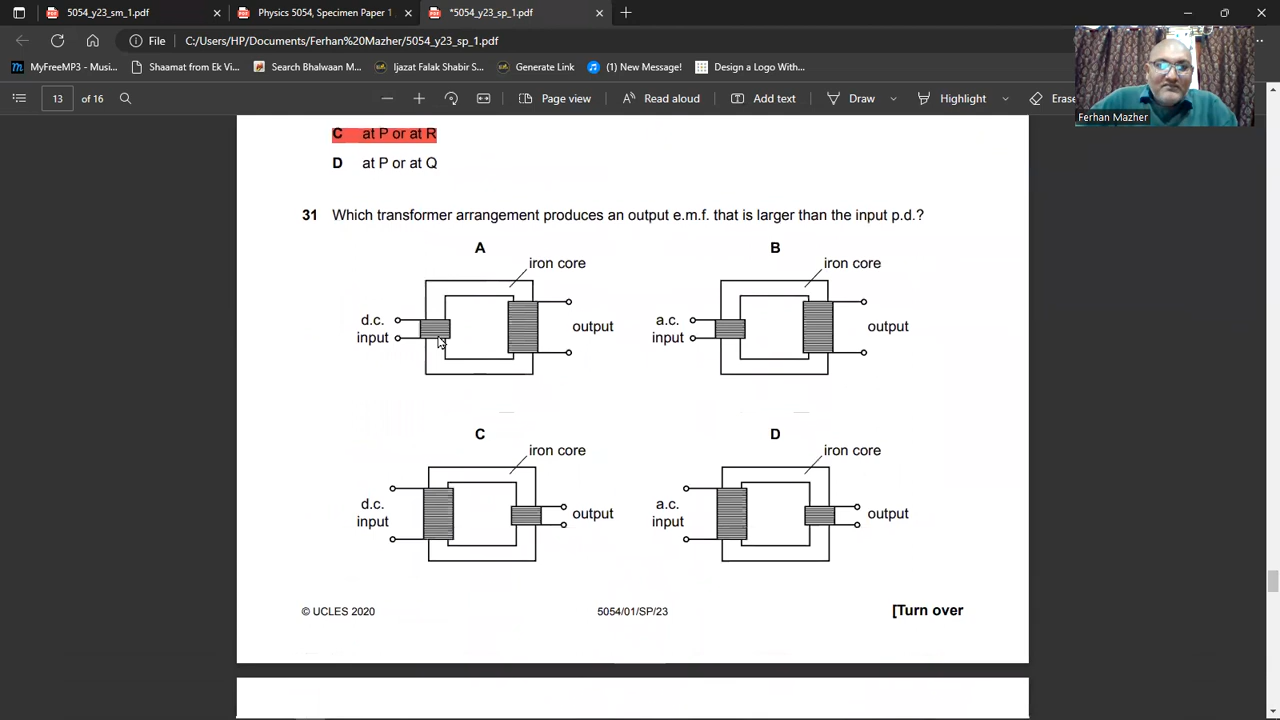 5054_y23_sm_1.pdf
Physics 5054, UCLES, Specimen Paper 1
*5054_y23_sp_1.pdf
File
C:/Users/HP/Documents/Ferhan%20Mazher/5054_y23_sp_1.pdf
MyFreeMP3 - Musi...
Shaamat from Ek Vi...
Search Bhalwaan M...
Ijazat Falak Shabir S...
Generate Link
(1) New Message!
Design a Logo With...
13 of 16
Page view
Read aloud
Add text
Draw
Highlight
Erase
Ferhan Mazher
C at P or at R
D at P or at Q
31 Which transformer arrangement produces an output e.m.f. that is larger than the input p.d.?
A
iron core
d.c.
input
output
B
iron core
a.c.
input
output
C
iron core
d.c.
input
output
D
iron core
a.c.
input
output
© UCLES 2020
5054/01/SP/23
[Turn over